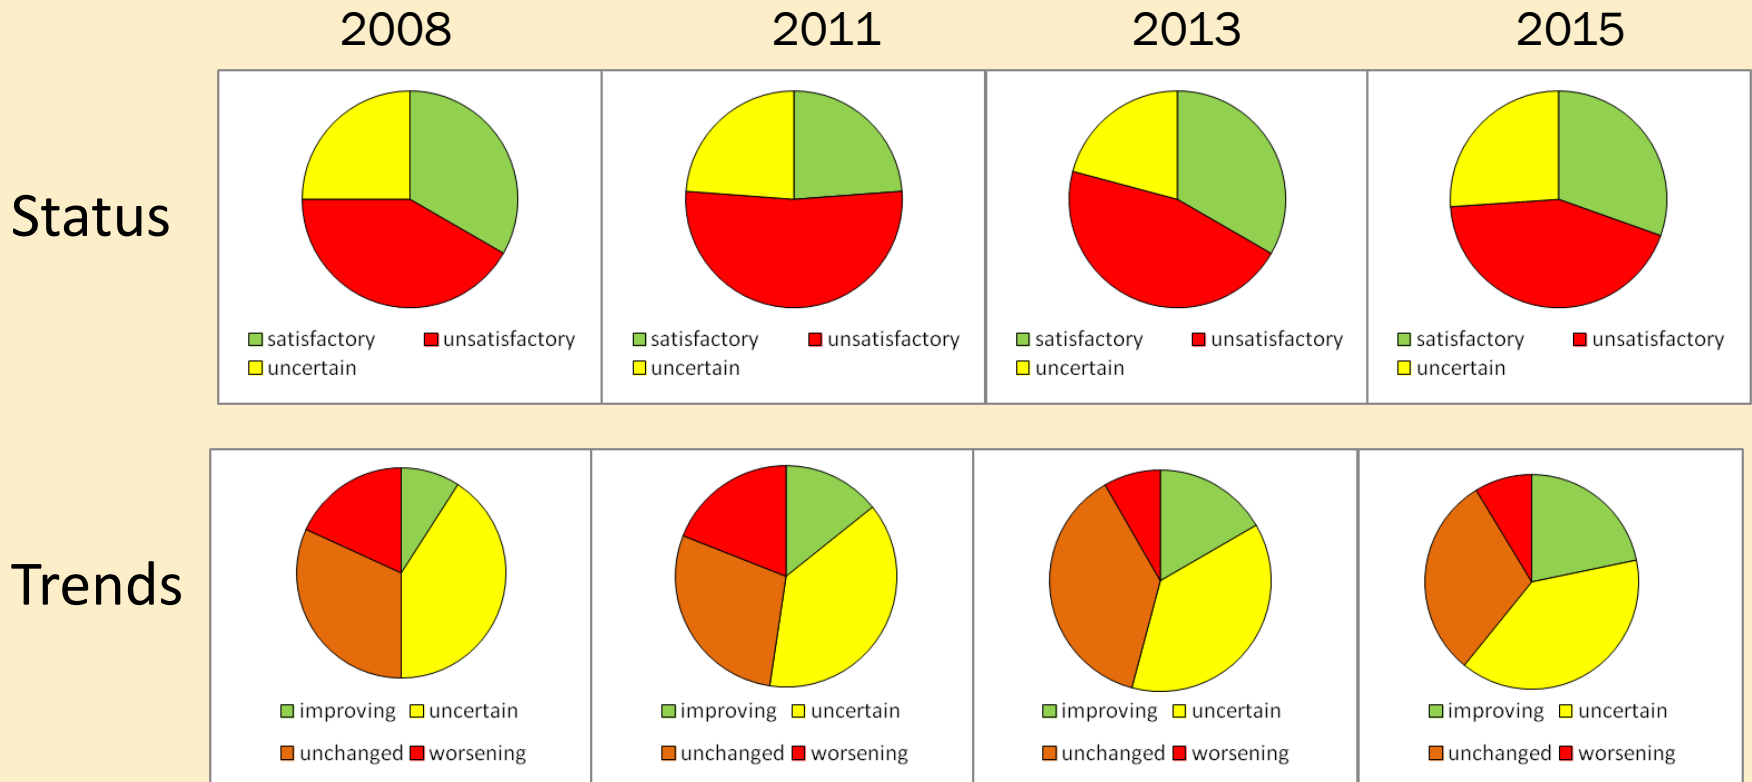 2008 2011 2013 2015
Status
satisfactory unsatisfactory
uncertain
satisfactory unsatisfactory
uncertain
satisfactory unsatisfactory
uncertain
satisfactory unsatisfactory
uncertain
Trends
improving uncertain
unchanged worsening
improving uncertain
unchanged worsening
improving uncertain
unchanged worsening
improving uncertain
unchanged worsening